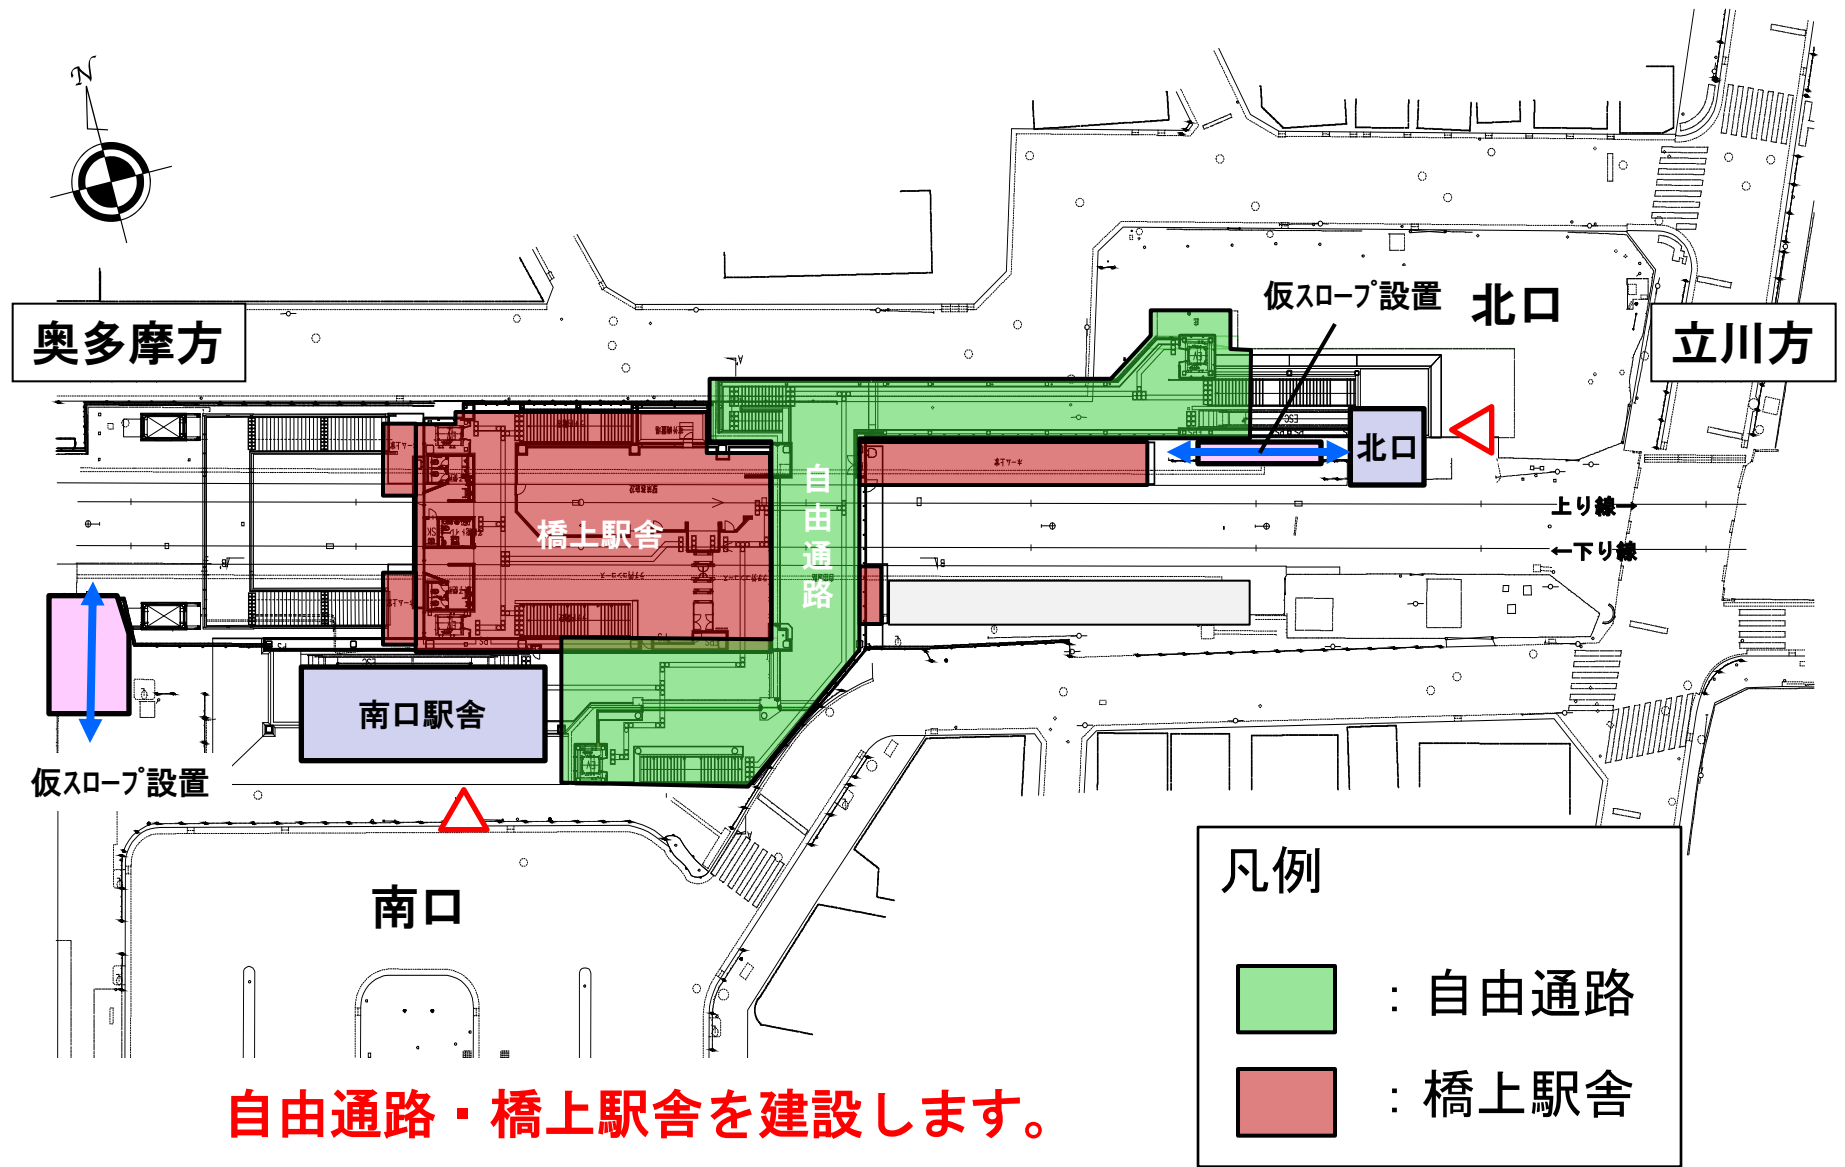 N
奥多摩方
仮スロープ設置
北口
立川方
北口
自由通路
橋上駅舎
上り線→
←下り線
南口駅舎
仮スロープ設置
南口
凡例
：自由通路
：橋上駅舎
自由通路・橋上駅舎を建設します。